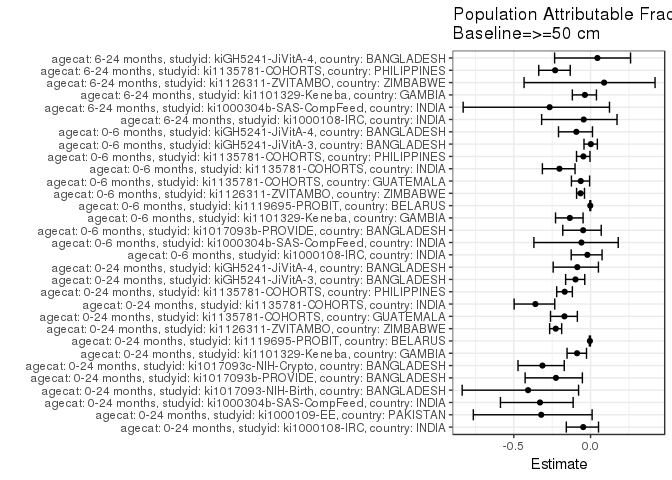 Population Attributable Frac
Baseline=>=50 cm
agecat: 6-24 months, studyid: kiGH5241-JiVitA-4, country: BANGLADESH
agecat: 6-24 months, studyid: ki1135781-COHORTS, country: PHILIPPINES
agecat: 6-24 months, studyid: ki1126311-ZVITAMBO, country: ZIMBABWE
agecat: 6-24 months, studyid: ki1101329-Keneba, country: GAMBIA
agecat: 6-24 months, studyid: ki1000304b-SAS-CompFeed, country: INDIA
agecat: 6-24 months, studyid: ki1000108-IRC, country: INDIA
agecat: 0-6 months, studyid: kiGH5241-JiVitA-4, country: BANGLADESH
agecat: 0-6 months, studyid: kiGH5241-JiVitA-3, country: BANGLADESH
agecat: 0-6 months, studyid: ki1135781-COHORTS, country: PHILIPPINES
agecat: 0-6 months, studyid: ki1135781-COHORTS, country: INDIA
agecat: 0-6 months, studyid: ki1135781-COHORTS, country: GUATEMALA
agecat: 0-6 months, studyid: ki1126311-ZVITAMBO, country: ZIMBABWE
agecat: 0-6 months, studyid: ki1119695-PROBIT, country: BELARUS
agecat: 0-6 months, studyid: ki1101329-Keneba, country: GAMBIA
agecat: 0-6 months, studyid: ki1017093b-PROVIDE, country: BANGLADESH
agecat: 0-6 months, studyid: ki1000304b-SAS-CompFeed, country: INDIA
agecat: 0-6 months, studyid: ki1000108-IRC, country: INDIA
agecat: 0-24 months, studyid: kiGH5241-JiVitA-4, country: BANGLADESH
agecat: 0-24 months, studyid: kiGH5241-JiVitA-3, country: BANGLADESH
agecat: 0-24 months, studyid: ki1135781-COHORTS, country: PHILIPPINES
agecat: 0-24 months, studyid: ki1135781-COHORTS, country: INDIA
agecat: 0-24 months, studyid: ki1135781-COHORTS, country: GUATEMALA
agecat: 0-24 months, studyid: ki1126311-ZVITAMBO, country: ZIMBABWE
agecat: 0-24 months, studyid: ki1119695-PROBIT, country: BELARUS
agecat: 0-24 months, studyid: ki1101329-Keneba, country: GAMBIA
agecat: 0-24 months, studyid: ki1017093c-NIH-Crypto, country: BANGLADESH
agecat: 0-24 months, studyid: ki1017093b-PROVIDE, country: BANGLADESH
agecat: 0-24 months, studyid: ki1017093-NIH-Birth, country: BANGLADESH
agecat: 0-24 months, studyid: ki1000304b-SAS-CompFeed, country: INDIA
agecat: 0-24 months, studyid: ki1000109-EE, country: PAKISTAN
agecat: 0-24 months, studyid: ki1000108-IRC, country: INDIA
-0.5 0.0
Estimate